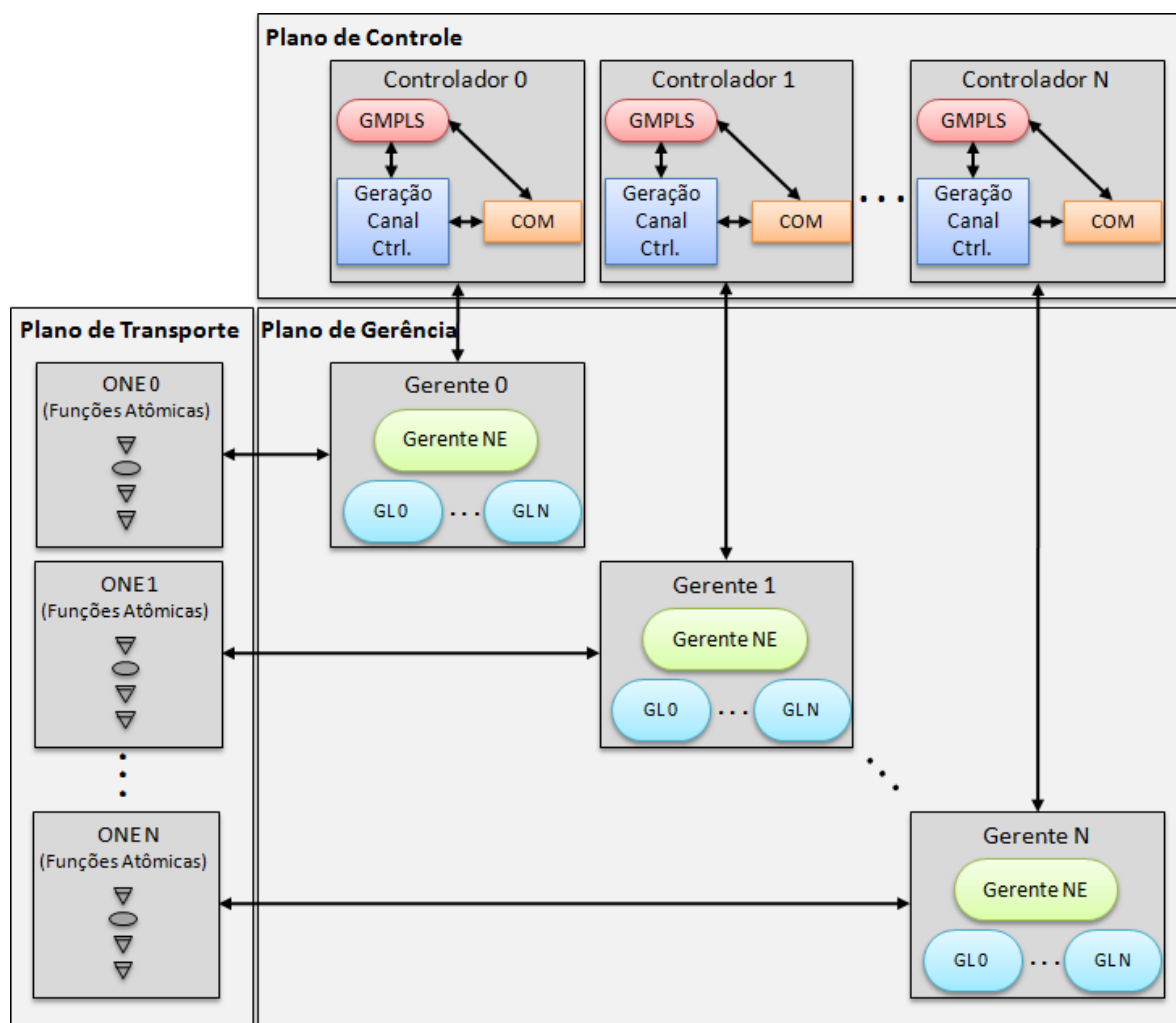 Plano de Controle
Controlador 0
GMPLS
Geração
Canal
Ctrl.
COM
Controlador 1
GMPLS
Geração
Canal
Ctrl.
COM
...
Controlador N
GMPLS
Geração
Canal
Ctrl.
COM
Plano de Transporte
ONE 0
(Funções Atômicas)
ONE 1
(Funções Atômicas)
ONE N
(Funções Atômicas)
Plano de Gerência
Gerente 0
Gerente NE
GL 0
...
GL N
Gerente 1
Gerente NE
GL 0
...
GL N
Gerente N
Gerente NE
GL 0
...
GL N